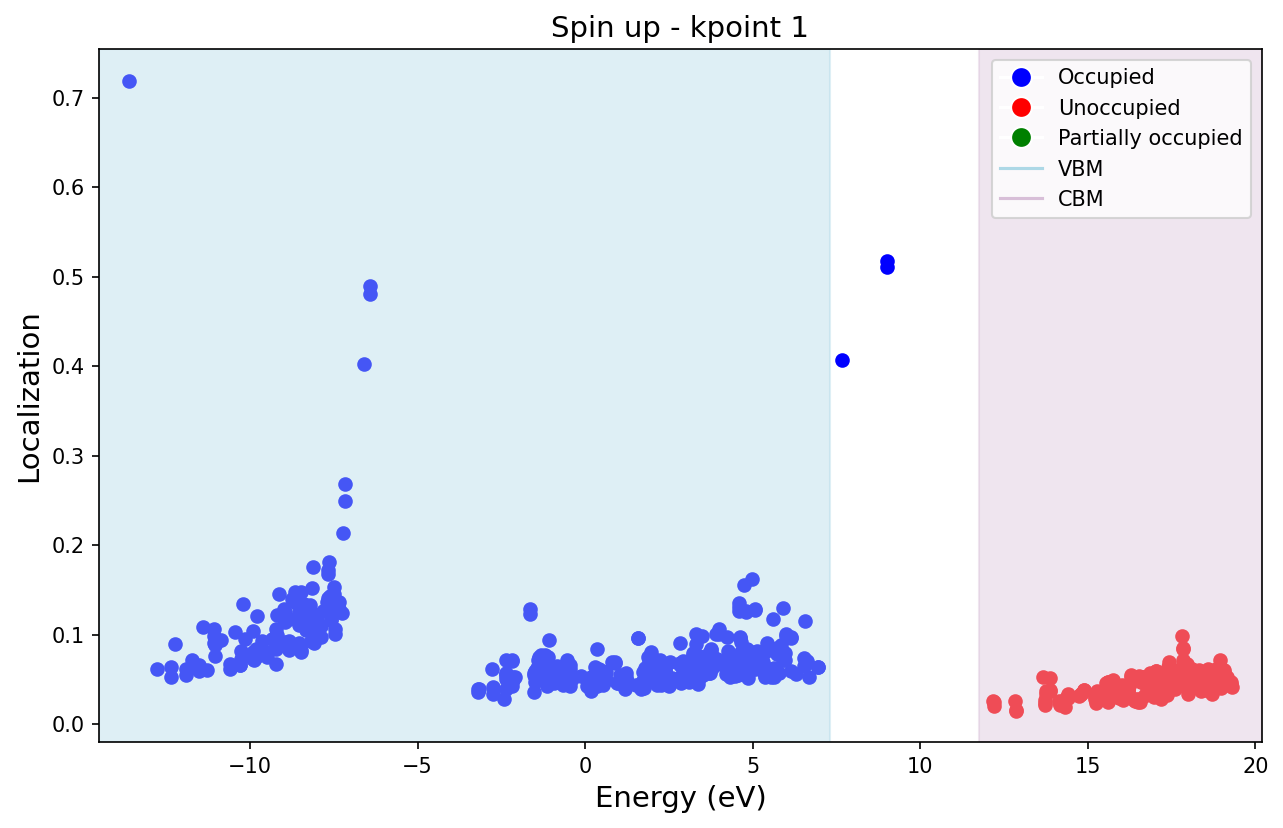 Spin up - kpoint 1
Localization
0.7
0.6
0.5
0.4
0.3
0.2
0.1
0.0
Occupied
Unoccupied
Partially occupied
VBM
CBM
−10
−5
0
5
10
15
20
Energy (eV)